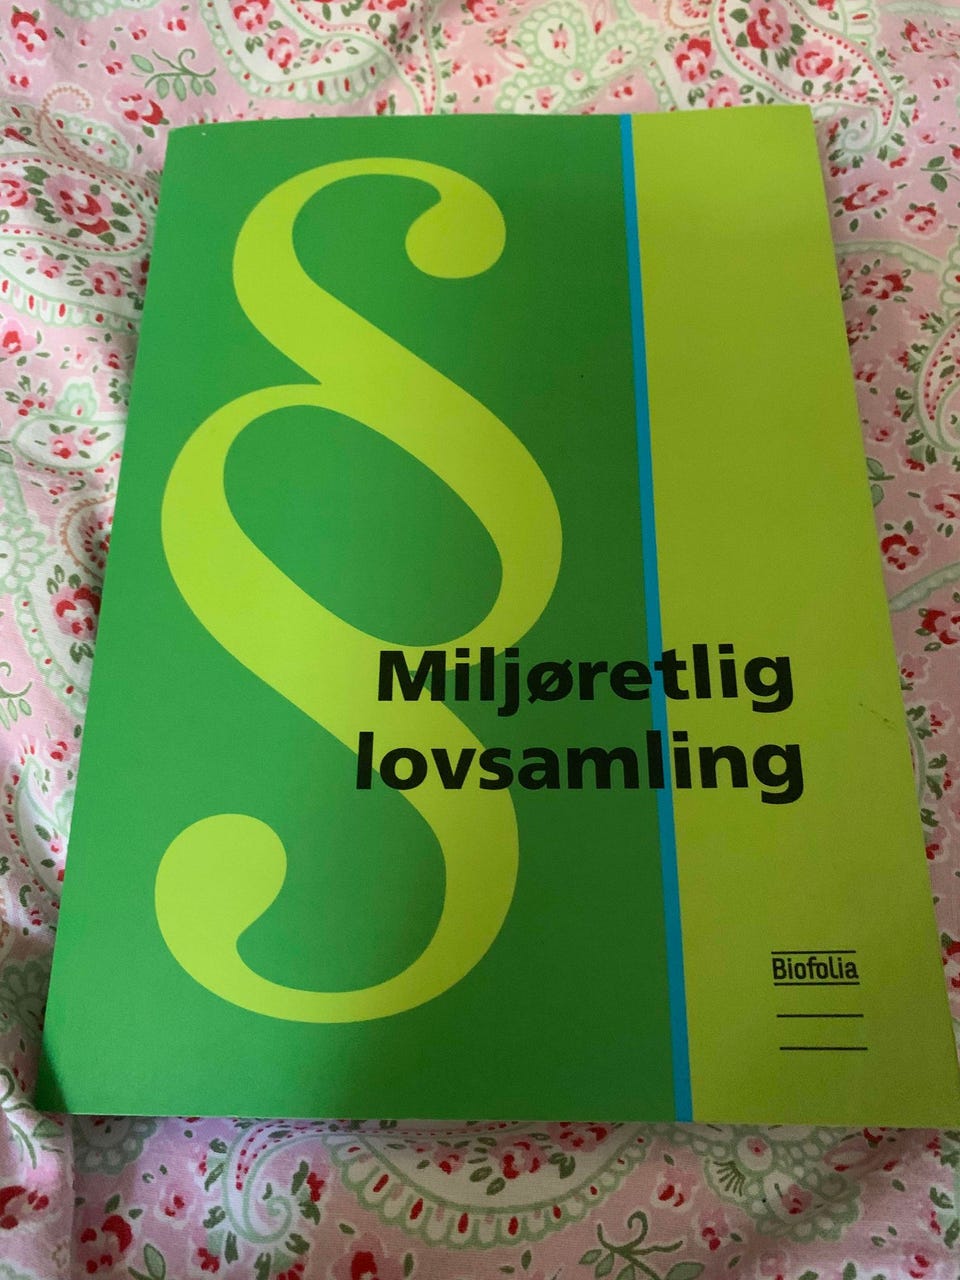 §
Miljøretlig
lovsamling
Biofolia